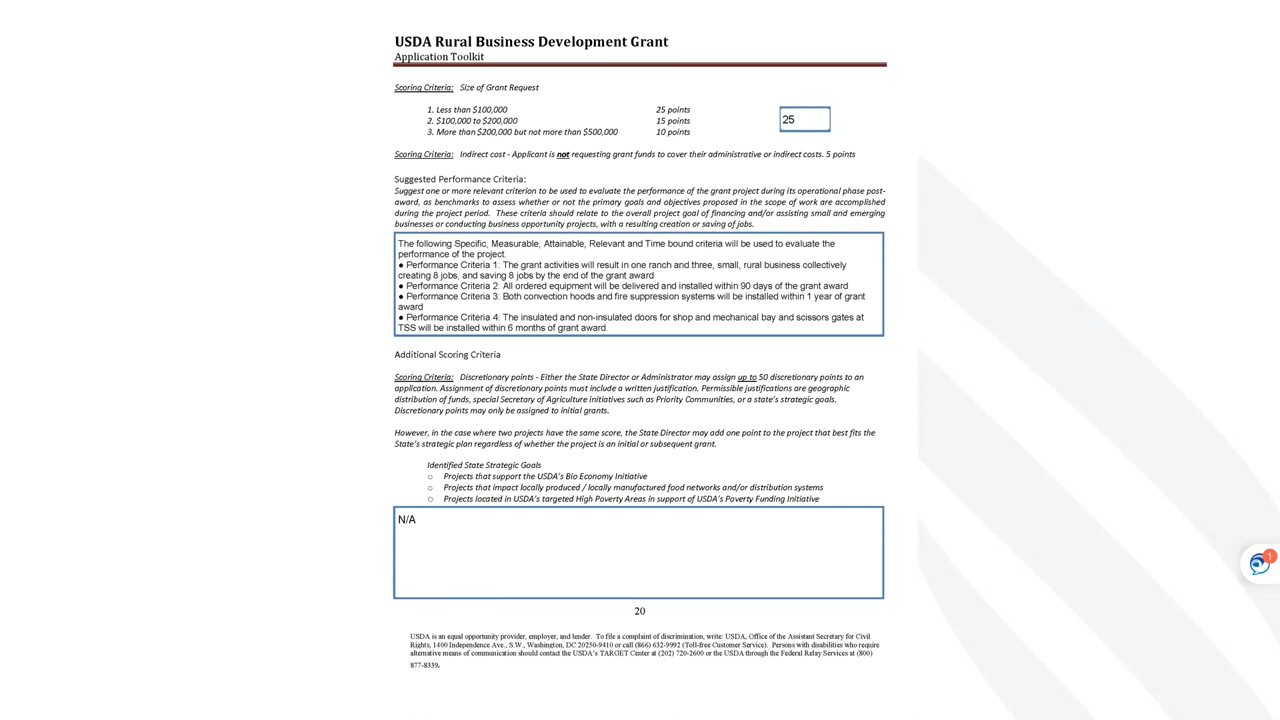 USDA Rural Business Development Grant
Application Toolkit
Scoring Criteria: Size of Grant Request
1. Less than $100,000 25 points
2. $100,000 to $200,000 15 points
25
3. More than $200,000 but not more than $500,000 10 points
Scoring Criteria: Indirect cost - Applicant is not requesting grant funds to cover their administrative or indirect costs. 5 points
Suggested Performance Criteria:
Suggest one or more relevant criterion to be used to evaluate the performance of the grant project during its operational phase post-
award, as benchmarks to assess whether or not the primary goals and objectives proposed in the scope of work are accomplished
during the project period. These criteria should relate to the overall project goal of financing and/or assisting small and emerging
businesses or conducting business opportunity projects, with a resulting creation or saving of jobs.
The following Specific, Measurable, Attainable, Relevant and Time bound criteria will be used to evaluate the
performance of the project.
● Performance Criteria 1: The grant activities will result in one ranch and three, small, rural business collectively
creating 8 jobs, and saving 8 jobs by the end of the grant award
● Performance Criteria 2: All ordered equipment will be delivered and installed within 90 days of the grant award
● Performance Criteria 3: Both convection hoods and fire suppression systems will be installed within 1 year of grant
award
● Performance Criteria 4: The insulated and non-insulated doors for shop and mechanical bay and scissors gates at
TSS will be installed within 6 months of grant award.
Additional Scoring Criteria
Scoring Criteria: Discretionary points - Either the State Director or Administrator may assign up to 50 discretionary points to an
application. Assignment of discretionary points must include a written justification. Permissible justifications are geographic
distribution of funds, special Secretary of Agriculture initiatives such as Priority Communities, or a state's strategic goals.
Discretionary points may only be assigned to initial grants.
However, in the case where two projects have the same score, the State Director may add one point to the project that best fits the
State's strategic plan regardless of whether the project is an initial or subsequent grant.
Identified State Strategic Goals
○ Projects that support the USDA's Bio Economy Initiative
○ Projects that impact locally produced / locally manufactured food networks and/or distribution systems
○ Projects located in USDA's targeted High Poverty Areas in support of USDA's Poverty Funding Initiative
N/A
20
USDA is an equal opportunity provider, employer, and lender. To file a complaint of discrimination, write: USDA, Office of the Assistant Secretary for Civil
Rights, 1400 Independence Ave., S.W., Washington, DC 20250-9410 or call (866) 632-9992 (Toll-free Customer Service). Persons with disabilities who require
alternative means of communication should contact the USDA's TARGET Center at (202) 720-2600 or the USDA through the Federal Relay Services at (800)
877-8339.
1